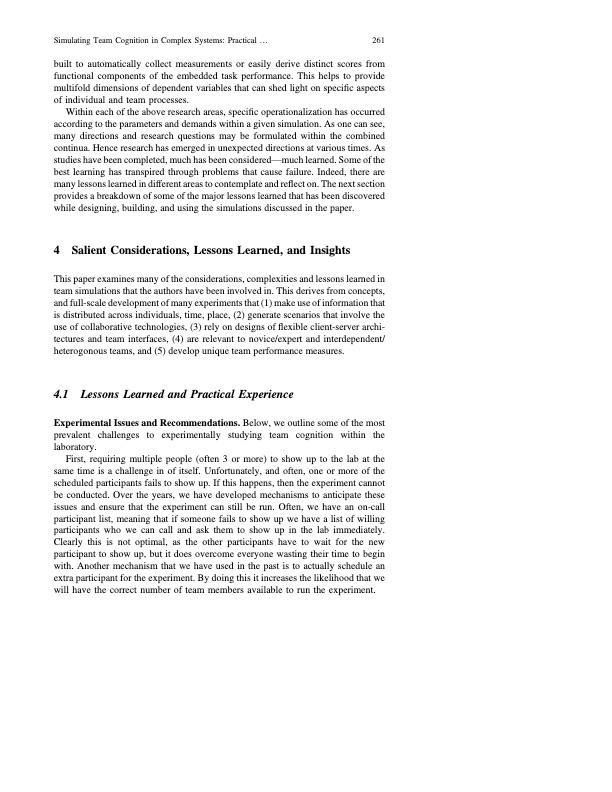 Simulating Team Cognition in Complex Systems: Practical …
261
built to automatically collect measurements or easily derive distinct scores from
functional components of the embedded task performance. This helps to provide
multifold dimensions of dependent variables that can shed light on specific aspects
of individual and team processes.
Within each of the above research areas, specific operationalization has occurred
according to the parameters and demands within a given simulation. As one can see,
many directions and research questions may be formulated within the combined
continua. Hence research has emerged in unexpected directions at various times. As
studies have been completed, much has been considered—much learned. Some of the
best learning has transpired through problems that cause failure. Indeed, there are
many lessons learned in different areas to contemplate and reflect on. The next section
provides a breakdown of some of the major lessons learned that has been discovered
while designing, building, and using the simulations discussed in the paper.
4 Salient Considerations, Lessons Learned, and Insights
This paper examines many of the considerations, complexities and lessons learned in
team simulations that the authors have been involved in. This derives from concepts,
and full-scale development of many experiments that (1) make use of information that
is distributed across individuals, time, place, (2) generate scenarios that involve the
use of collaborative technologies, (3) rely on designs of flexible client-server archi-
tectures and team interfaces, (4) are relevant to novice/expert and interdependent/
heterogonous teams, and (5) develop unique team performance measures.
4.1 Lessons Learned and Practical Experience
Experimental Issues and Recommendations. Below, we outline some of the most
prevalent challenges to experimentally studying team cognition within the
laboratory.
First, requiring multiple people (often 3 or more) to show up to the lab at the
same time is a challenge in of itself. Unfortunately, and often, one or more of the
scheduled participants fails to show up. If this happens, then the experiment cannot
be conducted. Over the years, we have developed mechanisms to anticipate these
issues and ensure that the experiment can still be run. Often, we have an on-call
participant list, meaning that if someone fails to show up we have a list of willing
participants who we can call and ask them to show up in the lab immediately.
Clearly this is not optimal, as the other participants have to wait for the new
participant to show up, but it does overcome everyone wasting their time to begin
with. Another mechanism that we have used in the past is to actually schedule an
extra participant for the experiment. By doing this it increases the likelihood that we
will have the correct number of team members available to run the experiment.